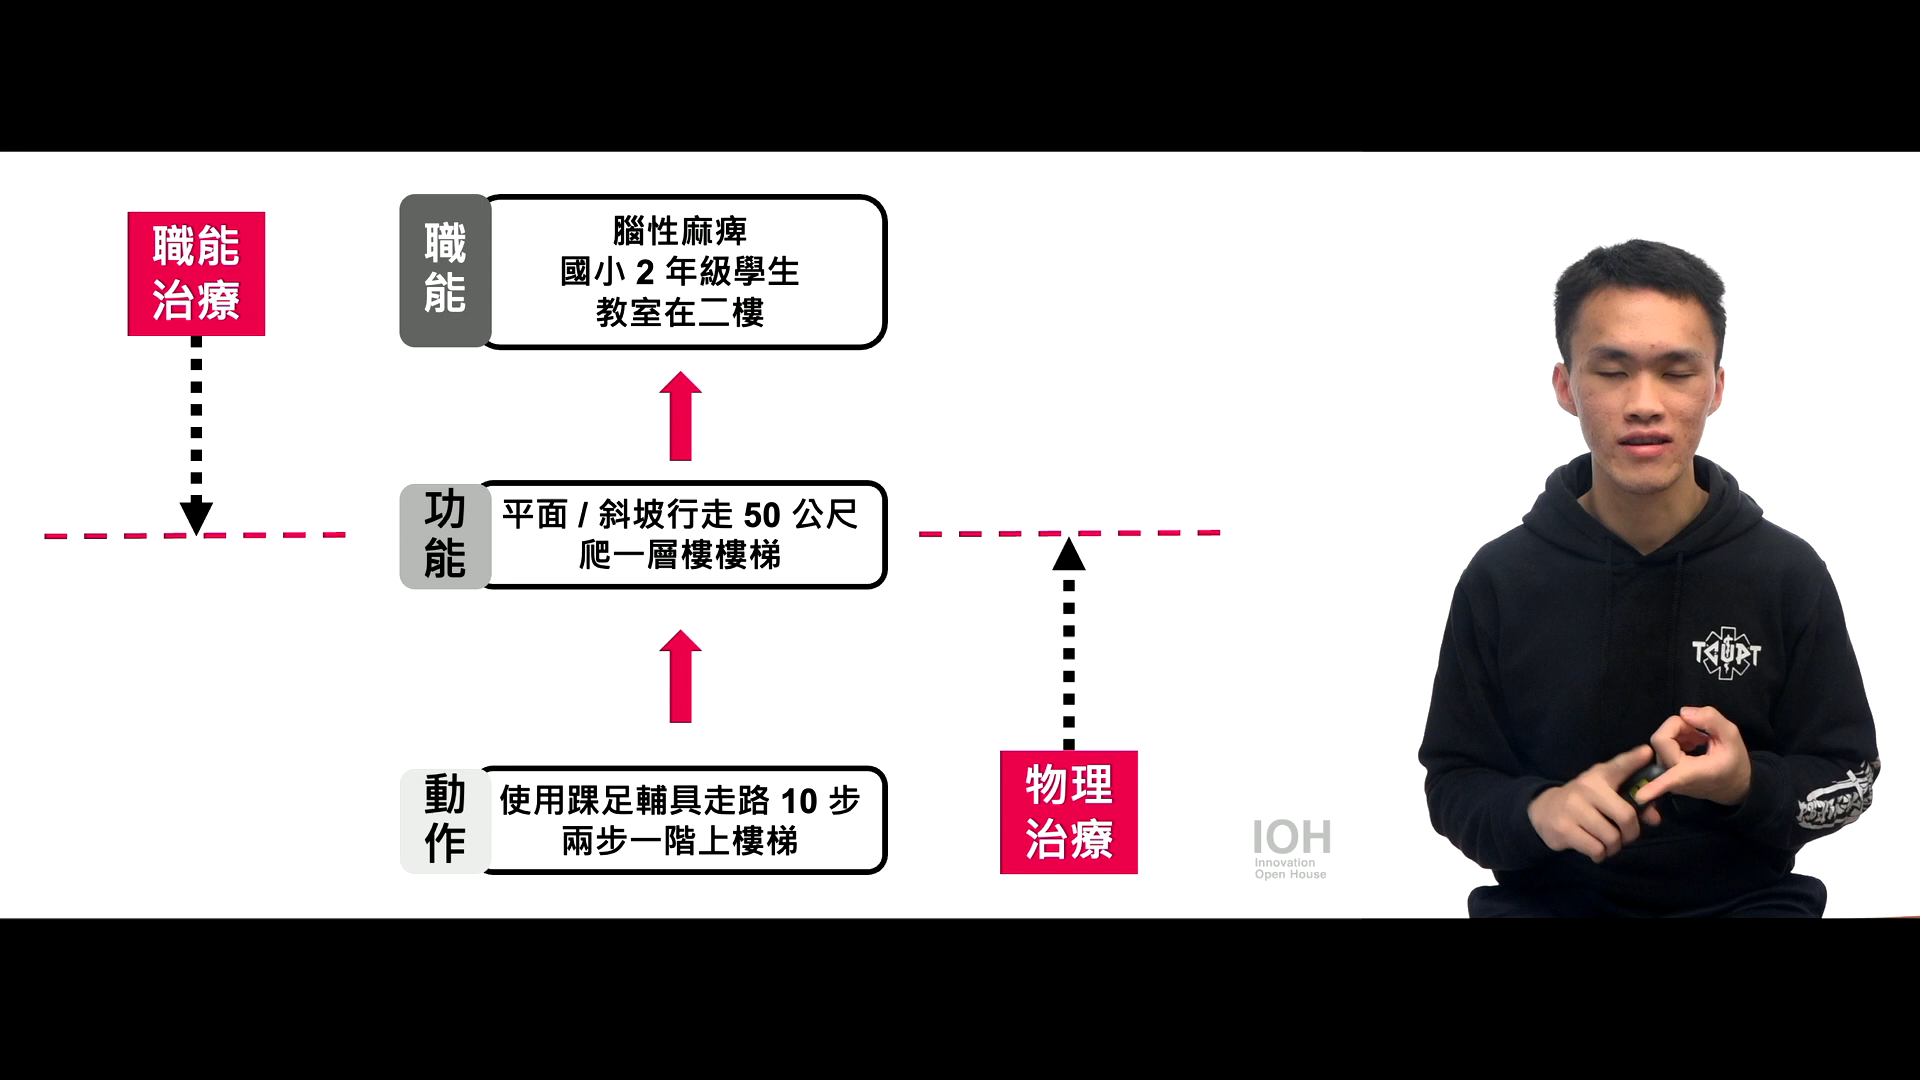 職能
治療
職
能
腦性麻痺
國小 2 年級學生
教室在二樓
功
能
平面 / 斜坡行走 50 公尺
爬一層樓樓梯
動
作
使用踝足輔具走路 10 步
兩步一階上樓梯
物理
治療
IOH
Innovation
Open House
TCUPT